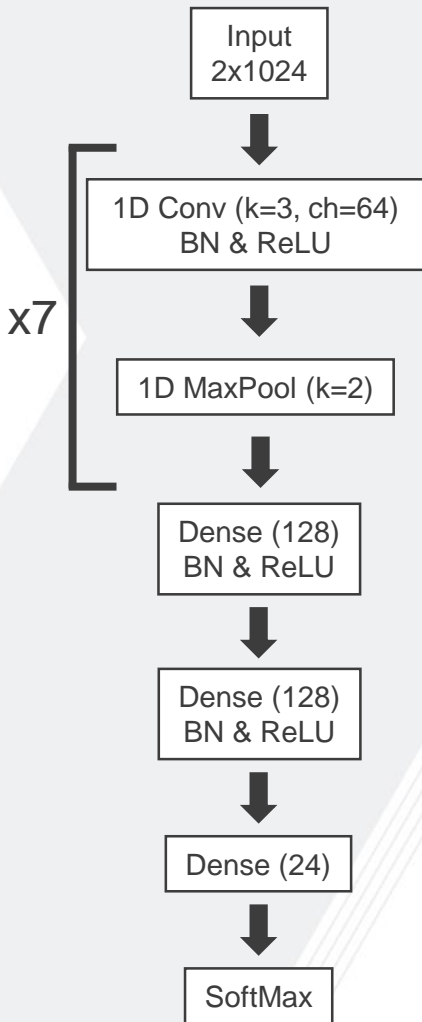 Input
2x1024
x7
1D Conv (k=3, ch=64)
BN & ReLU
1D MaxPool (k=2)
Dense (128)
BN & ReLU
Dense (128)
BN & ReLU
Dense (24)
SoftMax